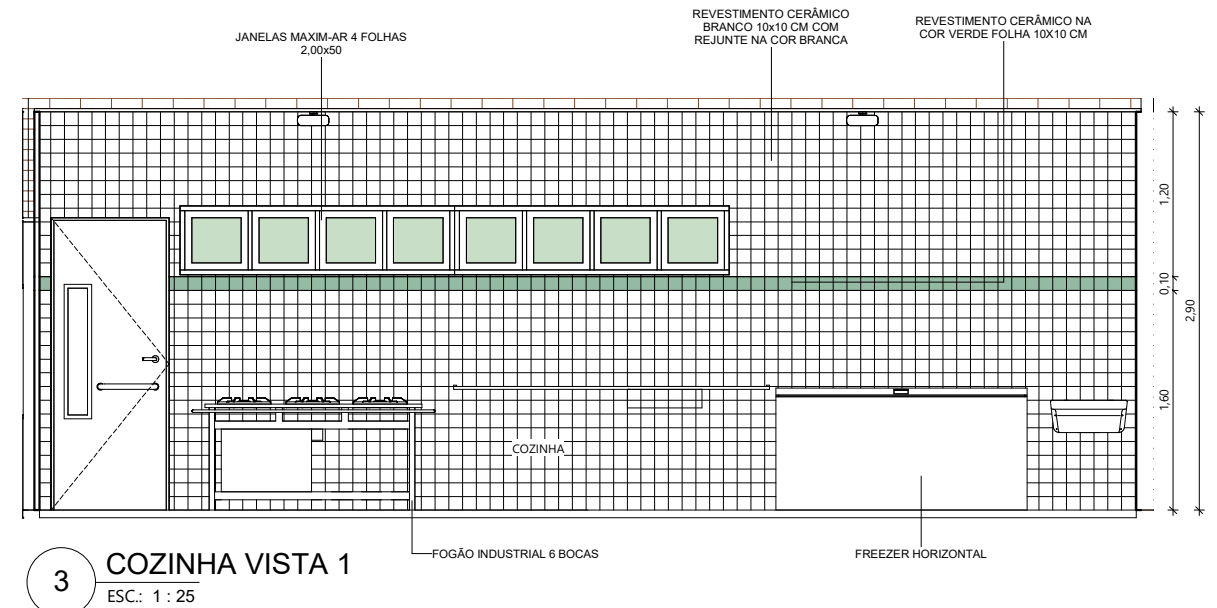 JANELAS MAXIM-AR 4 FOLHAS
2,00x50
REVESTIMENTO CERÂMICO
BRANCO 10x10 CM COM
REJUNTE NA COR BRANCA
REVESTIMENTO CERÂMICO NA
COR VERDE FOLHA 10X10 CM
1,20
0,10
2,90
1,60
COZINHA
FOGÃO INDUSTRIAL 6 BOCAS
FREEZER HORIZONTAL
3
COZINHA VISTA 1
ESC.: 1 : 25